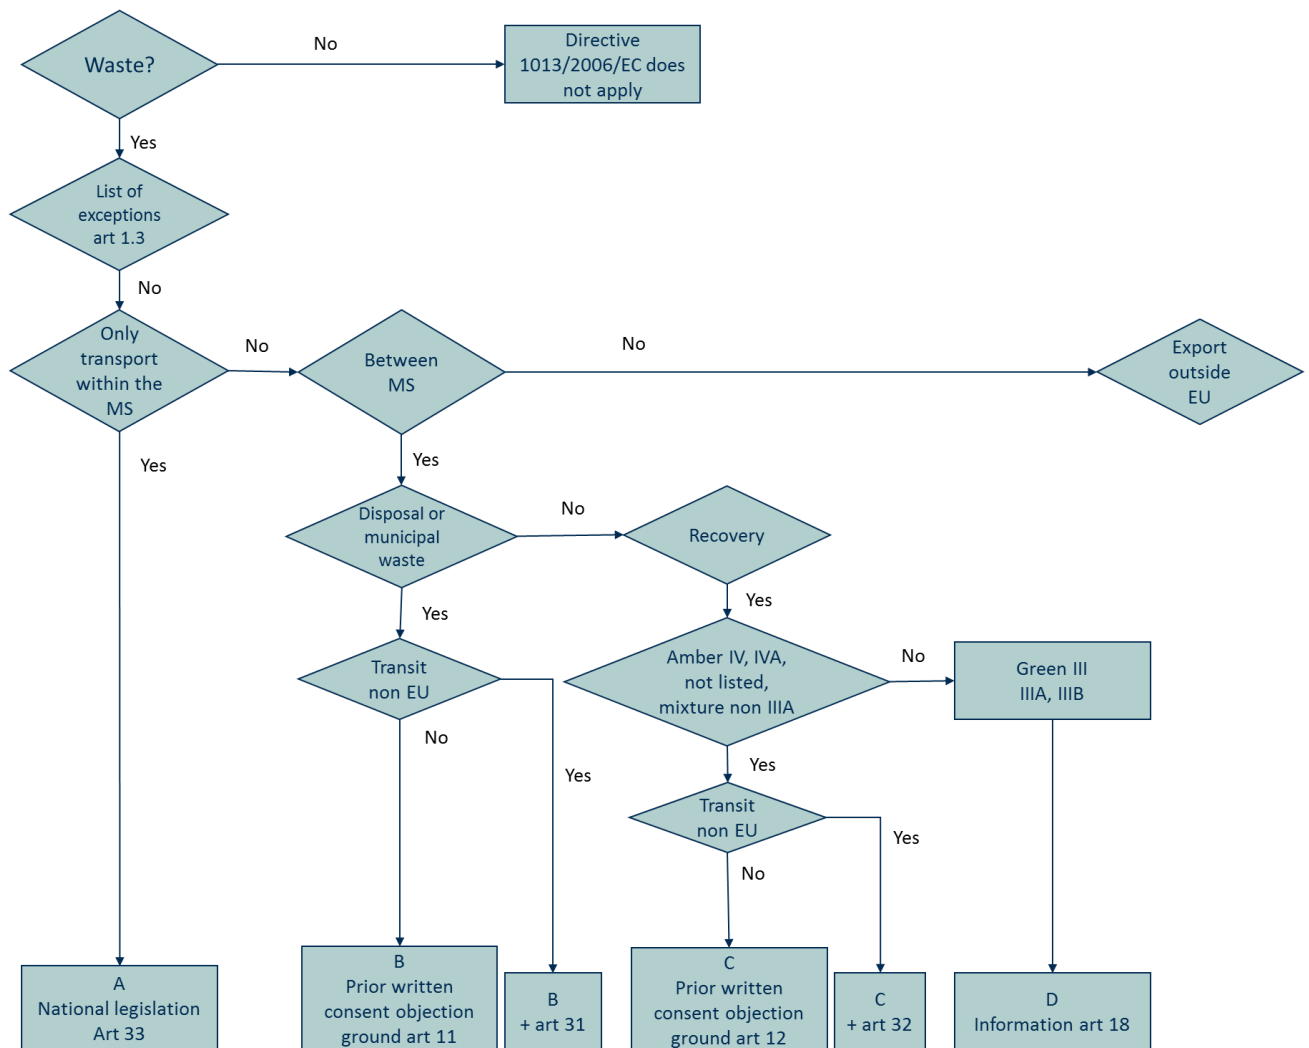 Waste?
No
Directive
1013/2006/EC does
not apply
Yes
List of
exceptions
art 1.3
No
Only
transport
within the
MS
No
Between
MS
No
Export
outside
EU
Yes
Yes
Disposal or
municipal
waste
No
Recovery
Yes
Yes
Transit
non EU
Amber IV, IVA,
not listed,
mixture non IIIA
No
Green III
IIIA, IIIB
No
Yes
Yes
Transit
non EU
Yes
No
A
National legislation
Art 33
B
Prior written
consent objection
ground art 11
B
+ art 31
C
Prior written
consent objection
ground art 12
C
+ art 32
D
Information art 18